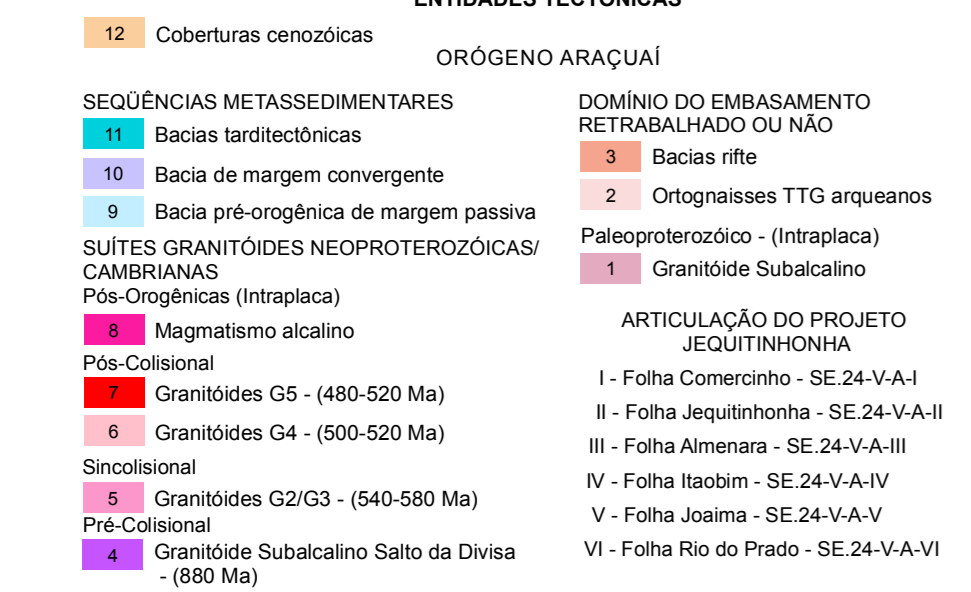 ENTIDADES TECTÔNICAS
12 Coberturas cenozóicas
ORÓGENO ARAÇUAÍ
SEQÜÊNCIAS METASSEDIMENTARES
11 Bacias tarditectônicas
10 Bacia de margem convergente
9 Bacia pré-orogênica de margem passiva
SUÍTES GRANITÓIDES NEOPROTEROZÓICAS/
CAMBRIANAS
Pós-Orogênicas (Intraplaca)
8 Magmatismo alcalino
Pós-Colisional
7 Granitóides G5 - (480-520 Ma)
6 Granitóides G4 - (500-520 Ma)
Sincolisional
5 Granitóides G2/G3 - (540-580 Ma)
Pré-Colisional
4 Granitóide Subalcalino Salto da Divisa
- (880 Ma)
DOMÍNIO DO EMBASAMENTO
RETRABALHADO OU NÃO
3 Bacias rifte
2 Ortognaisses TTG arqueanos
Paleoproterozóico - (Intraplaca)
1 Granitóide Subalcalino
ARTICULAÇÃO DO PROJETO
JEQUITINHONHA
I - Folha Comercinho - SE.24-V-A-I
II - Folha Jequitinhonha - SE.24-V-A-II
III - Folha Almenara - SE.24-V-A-III
IV - Folha Itaobim - SE.24-V-A-IV
V - Folha Joaima - SE.24-V-A-V
VI - Folha Rio do Prado - SE.24-V-A-VI